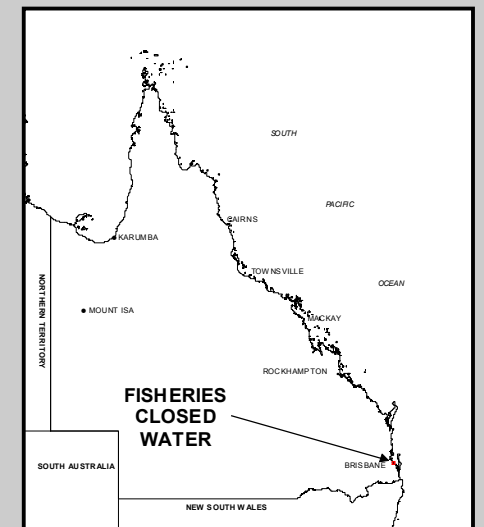 SOUTH
PACIFIC
CAIRNS
KARUMBA
TOWNSVILLE
OCEAN
NORTHERN TERRITORY
MOUNT ISA
MACKAY
ROCKHAMPTON
FISHERIES
CLOSED
WATER
SOUTH AUSTRALIA
BRISBANE
NEW SOUTH WALES